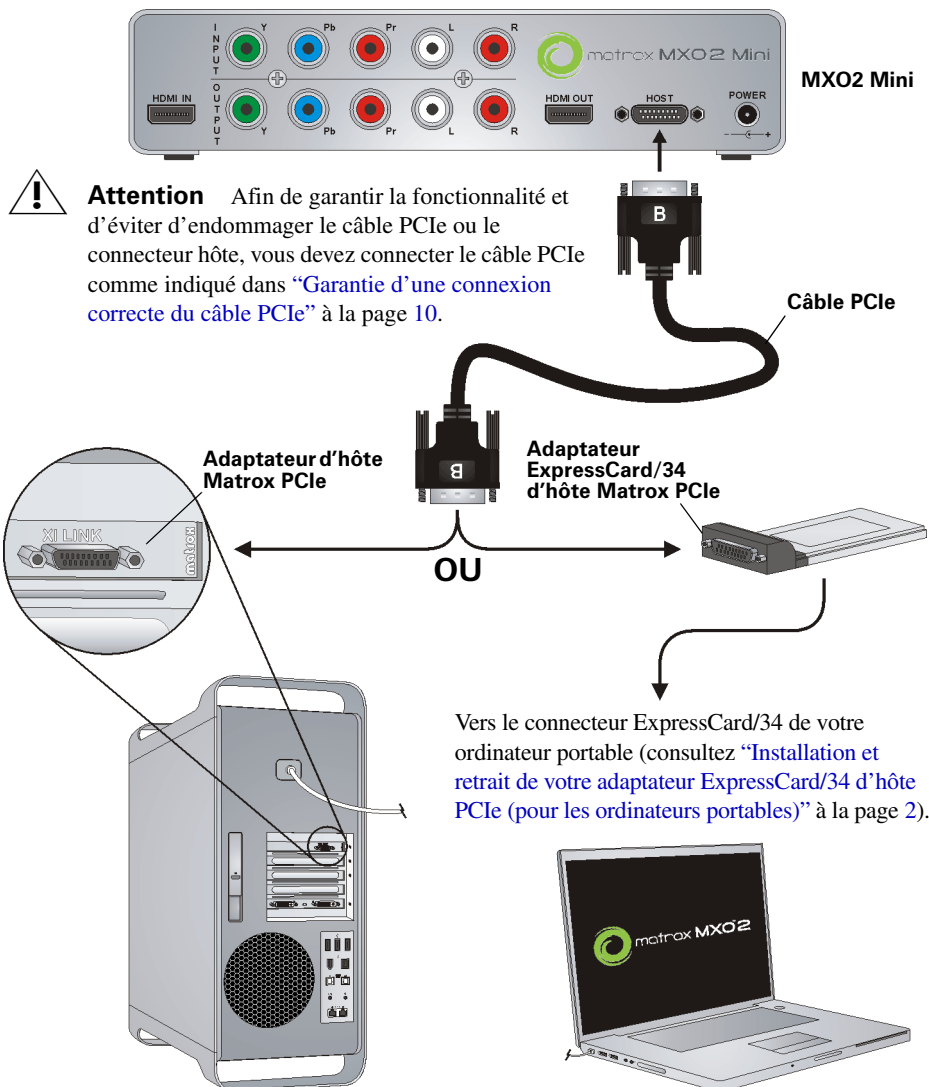 INPUT
Y
Pb
Pr
L
R
matrox MXO2 Mini
MXO2 Mini
HDMI IN
OUTPUT
Y
Pb
Pr
L
R
HDMI OUT
HOST
POWER
- +
B
Attention Afin de garantir la fonctionnalité et
d'éviter d'endommager le câble PCIe ou le
connecteur hôte, vous devez connecter le câble PCIe
comme indiqué dans “Garantie d'une connexion
correcte du câble PCIe” à la page 10.
Câble PCIe
B
Adaptateur d'hôte
Matrox PCIe
Adaptateur
ExpressCard/34
d'hôte Matrox PCIe
XI LINK
matrox
OU
Vers le connecteur ExpressCard/34 de votre
ordinateur portable (consultez “Installation et
retrait de votre adaptateur ExpressCard/34 d'hôte
PCIe (pour les ordinateurs portables)” à la page 2).
matrox MXO2